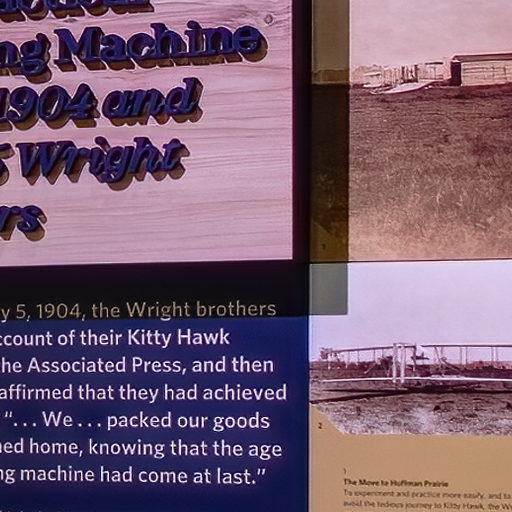 ng Machine
1904 and
Wright
rs
y 5, 1904, the Wright brothers
ccount of their Kitty Hawk
he Associated Press, and then
affirmed that they had achieved
“. . . We . . . packed our goods
ned home, knowing that the age
ng machine had come at last.”
2
1
The Move to Huffman Prairie
To experiment and practice more easily, and to
avoid the tedious journey to Kitty Hawk, the W